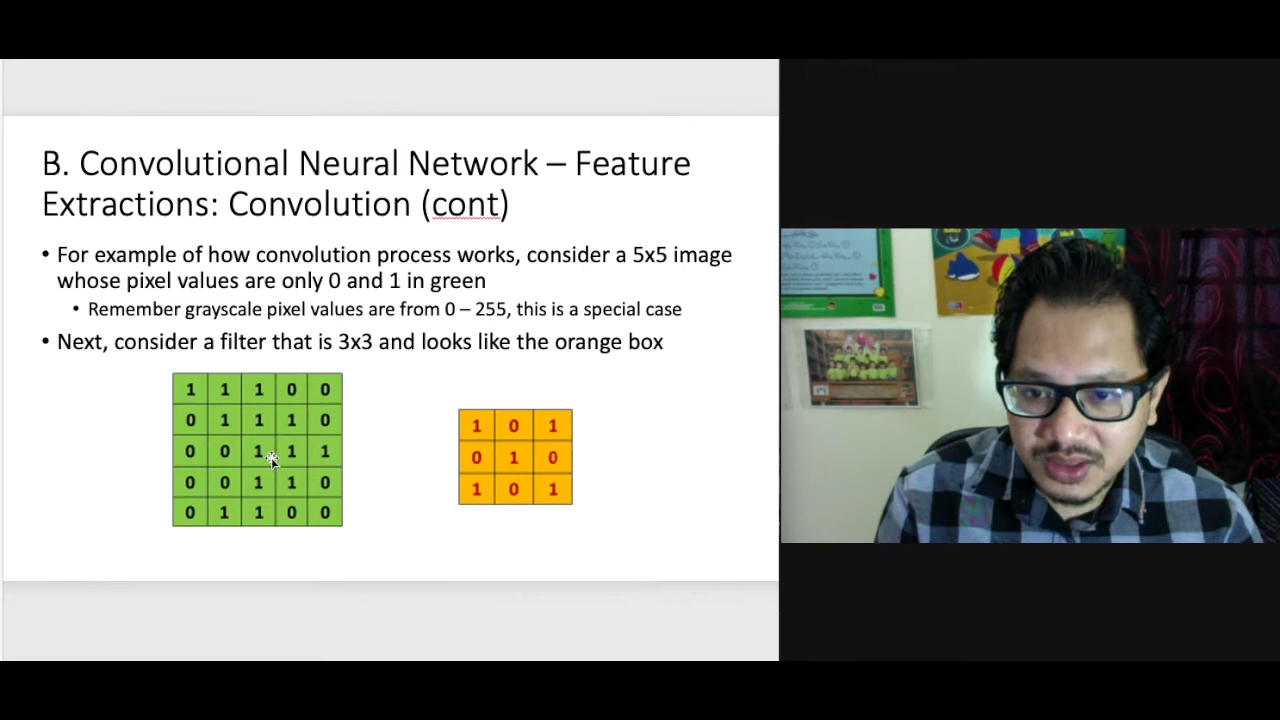 B. Convolutional Neural Network – Feature
Extractions: Convolution (cont)
• For example of how convolution process works, consider a 5x5 image
whose pixel values are only 0 and 1 in green
• Remember grayscale pixel values are from 0 – 255, this is a special case
• Next, consider a filter that is 3x3 and looks like the orange box
1 1 1 0 0
0 1 1 1 0
0 0 1 1 1
0 0 1 1 0
0 1 1 0 0
1 0 1
0 1 0
1 0 1